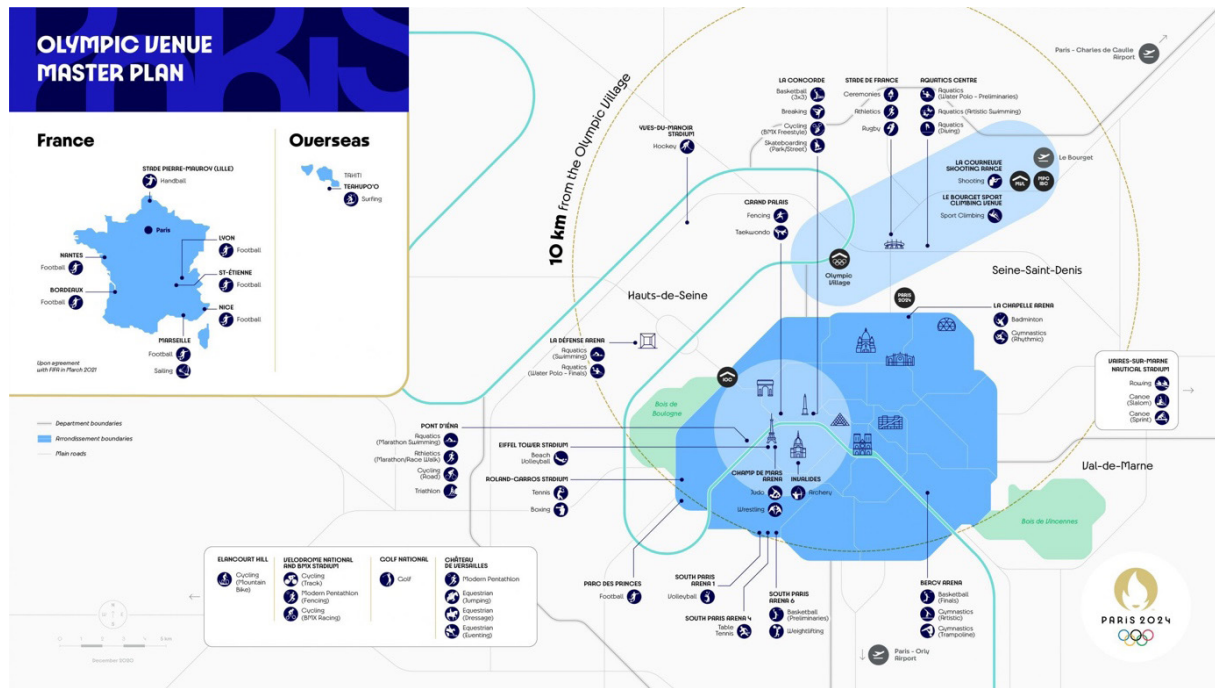 OLYMPIC VENUE
MASTER PLAN
France
Overseas
STADE PIERRE-MAUROY (LILLE)
Handball
Paris
LYON
Football
NANTES
Football
ST-ÉTIENNE
Football
BORDEAUX
Football
NICE
Football
MARSEILLE
Football
Sailing
Upon agreement
with FIFA in March 2021
TAHITI
TEAHUPO'O
Surfing
Department boundaries
Arrondissement boundaries
Main roads
10 km from the Olympic Village
Paris - Charles de Gaulle
Airport
YVES-DU-MANOIR
STADIUM
Hockey
LA CONCORDE
Basketball
(3x3)
Breaking
Cycling
(BMX Freestyle)
Skateboarding
(Park/Street)
STADE DE FRANCE
Ceremonies
Athletics
Rugby
AQUATICS CENTRE
Aquatics
(Water Polo - Preliminaries)
Aquatics (Artistic Swimming)
Aquatics
(Diving)
Le Bourget
LA COURNEUVE
SHOOTING RANGE
Shooting
LE BOURGET SPORT
CLIMBING VENUE
Sport Climbing
GRAND PALAIS
Fencing
Taekwondo
Olympic
Village
PARIS
2024
Seine-Saint-Denis
Hauts-de-Seine
LA CHAPELLE ARENA
Badminton
Gymnastics
(Rhythmic)
LA DÉFENSE ARENA
Aquatics
(Swimming)
Aquatics
(Water Polo - Finals)
IOC
Bois de
Boulogne
VAIRES-SUR-MARNE
NAUTICAL STADIUM
Rowing
Canoe
(Slalom)
Canoe
(Sprint)
PONT D'IÉNA
Aquatics
(Marathon Swimming)
Athletics
(Marathon/Race Walk)
Cycling
(Road)
Triathlon
EIFFEL TOWER STADIUM
Beach
Volleyball
ROLAND-GARROS STADIUM
Tennis
Boxing
CHAMP DE MARS
ARENA
Judo
Wrestling
INVALIDES
Archery
Val-de-Marne
Bois de Vincennes
ELANCOURT HILL
Cycling
(Mountain
Bike)
VELODROME NATIONAL
AND BMX STADIUM
Cycling
(Track)
Modern Pentathlon
(Fencing)
Cycling
(BMX Racing)
GOLF NATIONAL
Golf
CHÂTEAU
DE VERSAILLES
Modern Pentathlon
Equestrian
(Jumping)
Equestrian
(Dressage)
Equestrian
(Eventing)
PARC DES PRINCES
Football
SOUTH PARIS
ARENA 1
Volleyball
SOUTH PARIS ARENA 4
Table
Tennis
SOUTH PARIS
ARENA 6
Basketball
(Preliminaries)
Weightlifting
BERCY ARENA
Basketball
(Finals)
Gymnastics
(Artistic)
Gymnastics
(Trampoline)
Paris - Orly
Airport
December 2020
PARIS 2024